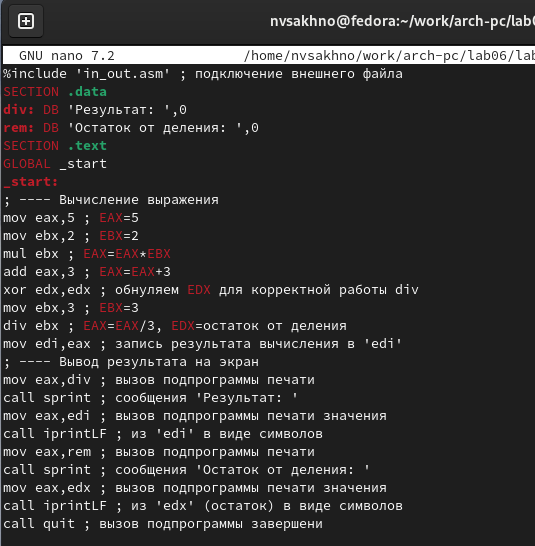 nvsakhno@fedora:~/work/arch-pc/lab0
GNU nano 7.2 /home/nvsakhno/work/arch-pc/lab06/lab
%include 'in_out.asm' ; подключение внешнего файла
SECTION .data
div: DB 'Результат: ',0
rem: DB 'Остаток от деления: ',0
SECTION .text
GLOBAL _start
_start:
; ---- Вычисление выражения
mov eax,5 ; EAX=5
mov ebx,2 ; EBX=2
mul ebx ; EAX=EAX*EBX
add eax,3 ; EAX=EAX+3
xor edx,edx ; обнуляем EDX для корректной работы div
mov ebx,3 ; EBX=3
div ebx ; EAX=EAX/3, EDX=остаток от деления
mov edi,eax ; запись результата вычисления в 'edi'
; ---- Вывод результата на экран
mov eax,div ; вызов подпрограммы печати
call sprint ; сообщения 'Результат: '
mov eax,edi ; вызов подпрограммы печати значения
call iprintLF ; из 'edi' в виде символов
mov eax,rem ; вызов подпрограммы печати
call sprint ; сообщения 'Остаток от деления: '
mov eax,edx ; вызов подпрограммы печати значения
call iprintLF ; из 'edx' (остаток) в виде символов
call quit ; вызов подпрограммы завершени